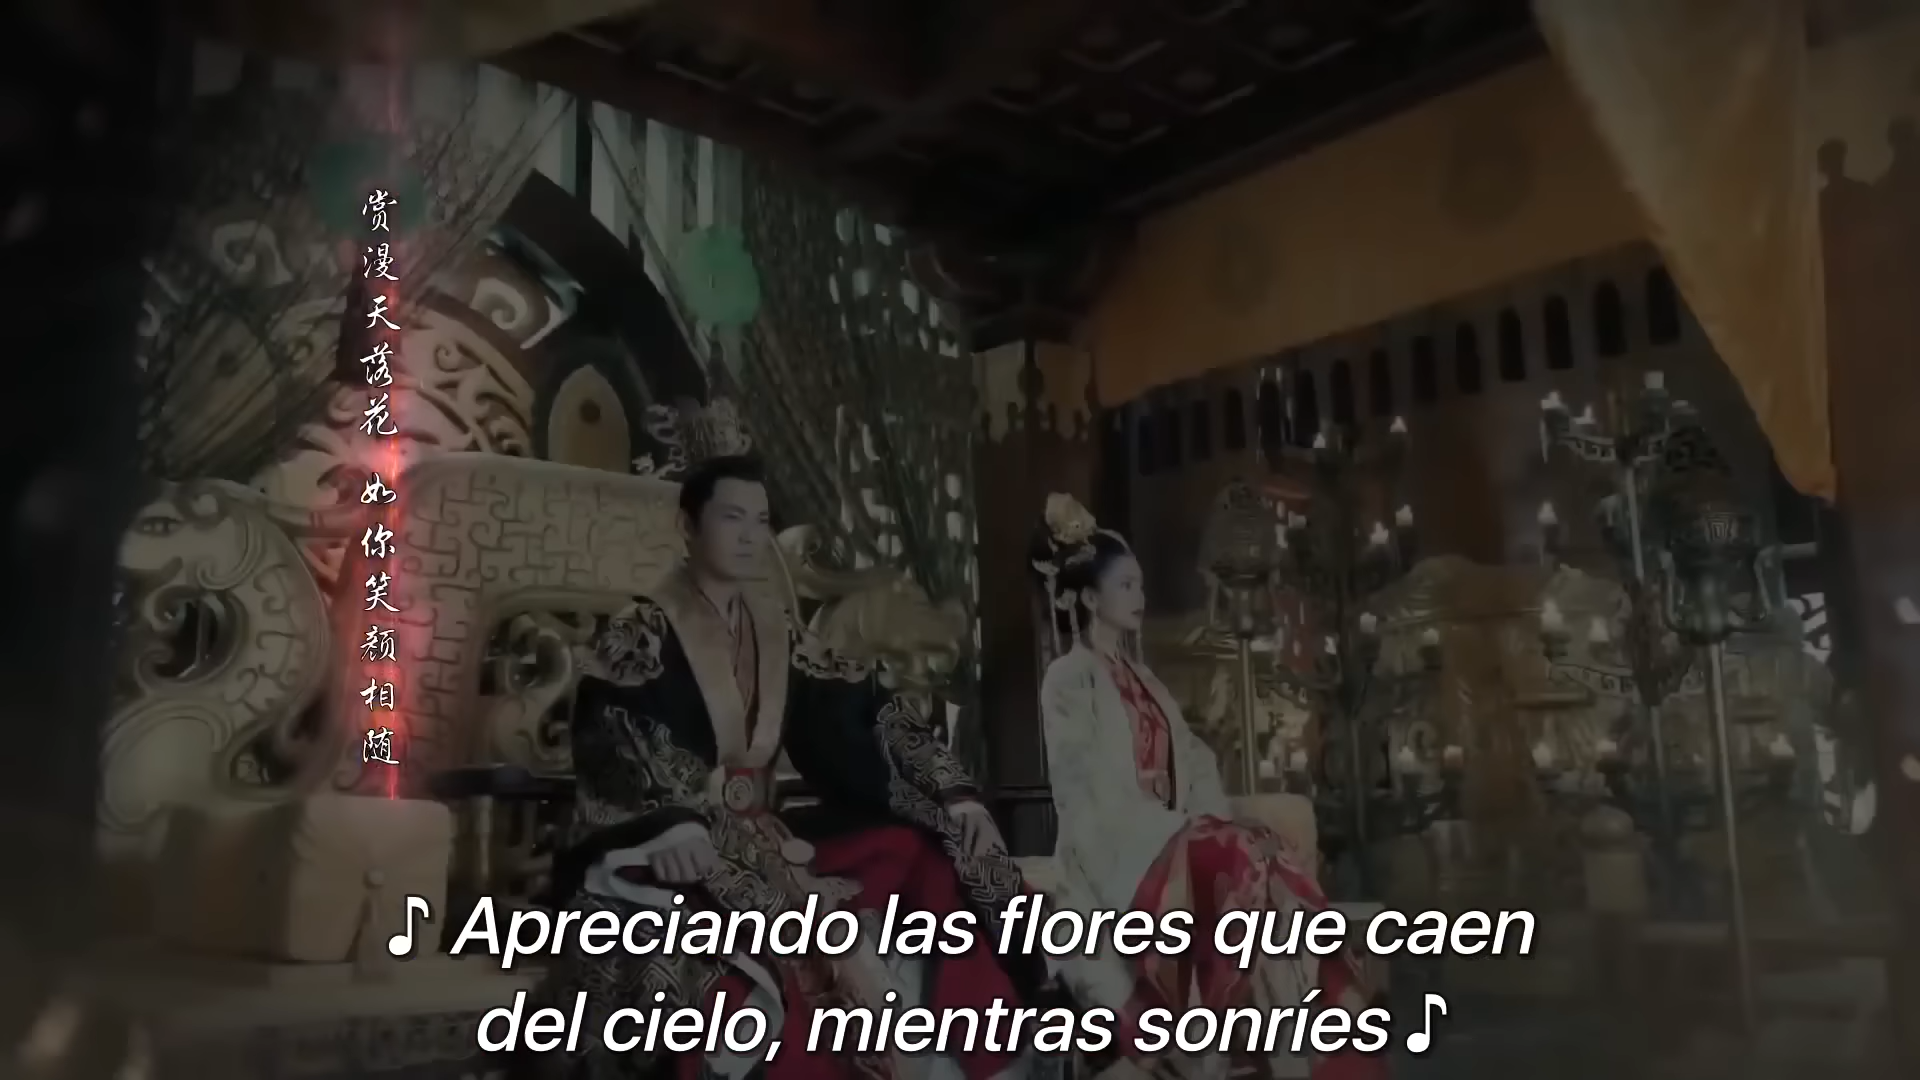 赏漫天落花 如你笑颜相随
♪ Apreciando las flores que caen
del cielo, mientras sonríes ♪